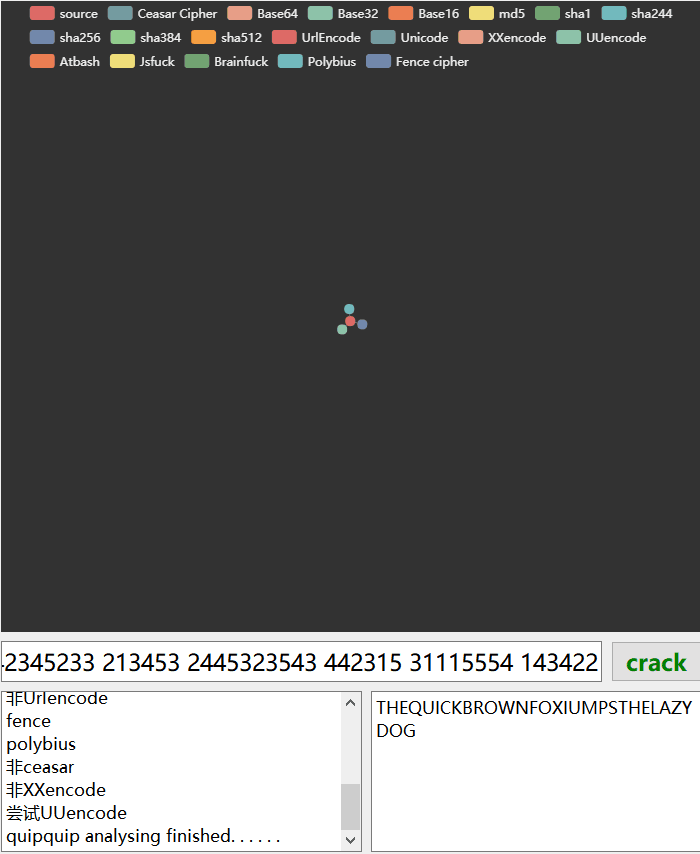 source Ceasar Cipher Base64 Base32 Base16 md5 sha1 sha244
sha256 sha384 sha512 UrlEncode Unicode XXencode UUencode
Atbash Jsfuck Brainfuck Polybius Fence cipher
2345233 213453 2445323543 442315 31115554 143422
crack
非UrIencode
fence
polybius
非ceasar
非XXencode
尝试UUencode
quipquip analysing finished. . . . . .
THEQUICKBROWNFOXIUMPSTHELAZY
DOG